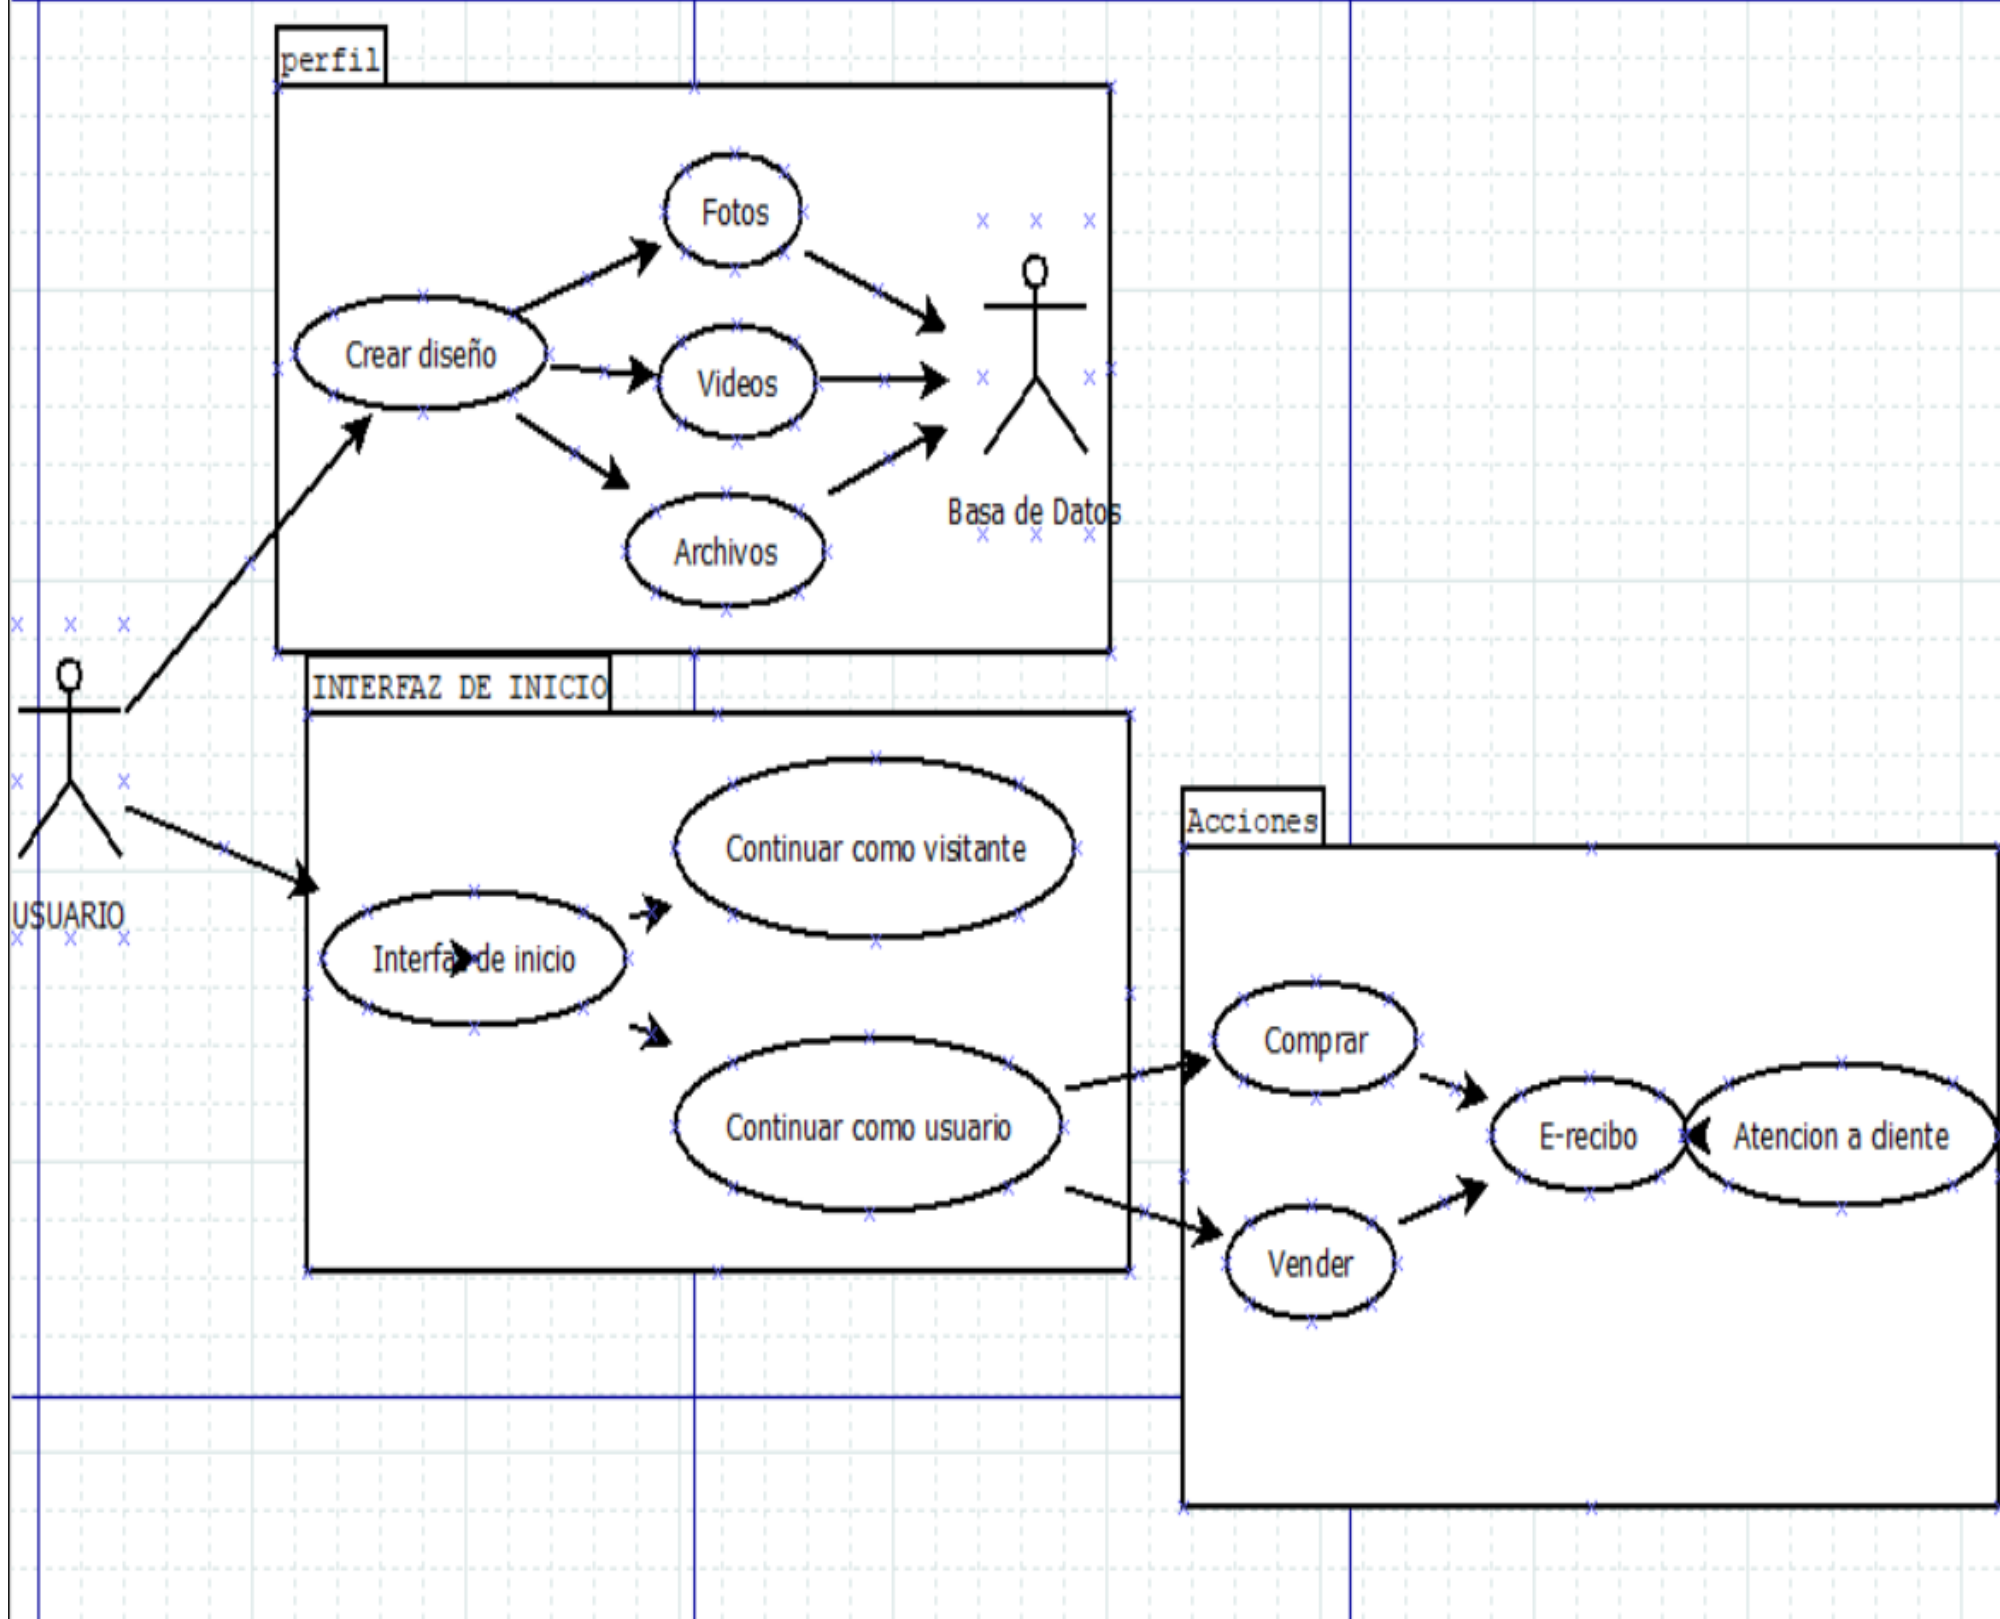 perfil
Fotos
Crear diseño
Videos
Basa de Datos
Archivos
INTERFAZ DE INICIO
Continuar como visitante
Acciones
USUARIO
Interfaz de inicio
Comprar
Continuar como usuario
E-recibo
Atencion a diente
Vender